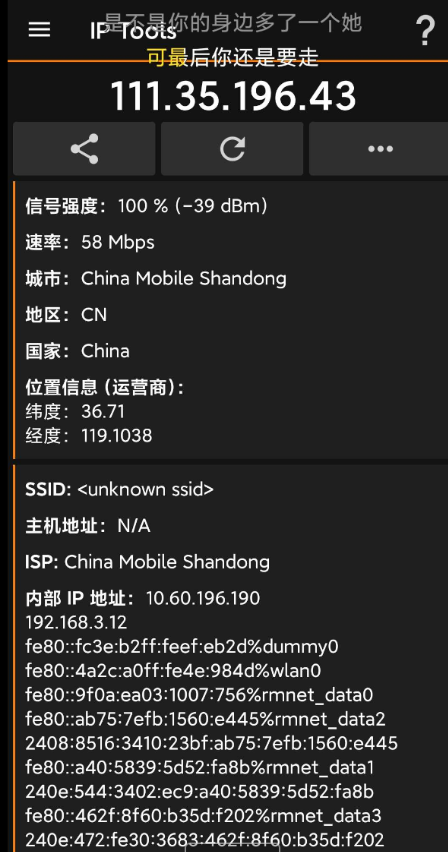 是不是你的身边多了一个她
IP Tools
?
可最后你还是要走
111.35.196.43
信号强度：100 % (-39 dBm)
速率：58 Mbps
城市：China Mobile Shandong
地区：CN
国家：China
位置信息 (运营商)：
纬度：36.71
经度：119.1038
SSID: <unknown ssid>
主机地址：N/A
ISP: China Mobile Shandong
内部 IP 地址：10.60.196.190
192.168.3.12
fe80::fc3e:b2ff:feef:eb2d%dummy0
fe80::4a2c:a0ff:fe4e:984d%wlan0
fe80::9f0a:ea03:1007:756%rmnet_data0
fe80::ab75:7efb:1560:e445%rmnet_data2
2408:8516:3410:23bf:ab75:7efb:1560:e445
fe80::a40:5839:5d52:fa8b%rmnet_data1
240e:544:3402:ec9:a40:5839:5d52:fa8b
fe80::462f:8f60:b35d:f202%rmnet_data3
240e:472:fe30:3683:462f:8f60:b35d:f202